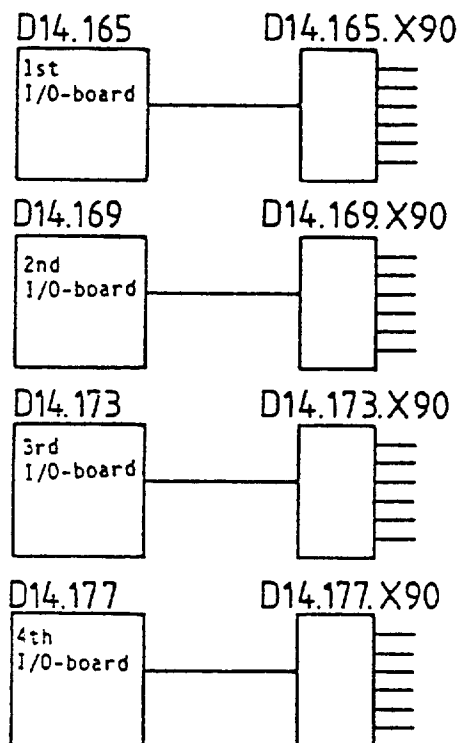 D14.165 D14.165.X90
1st
I/O-board
D14.169 D14.169.X90
2nd
I/O-board
D14.173 D14.173.X90
3rd
I/O-board
D14.177 D14.177.X90
4th
I/O-board